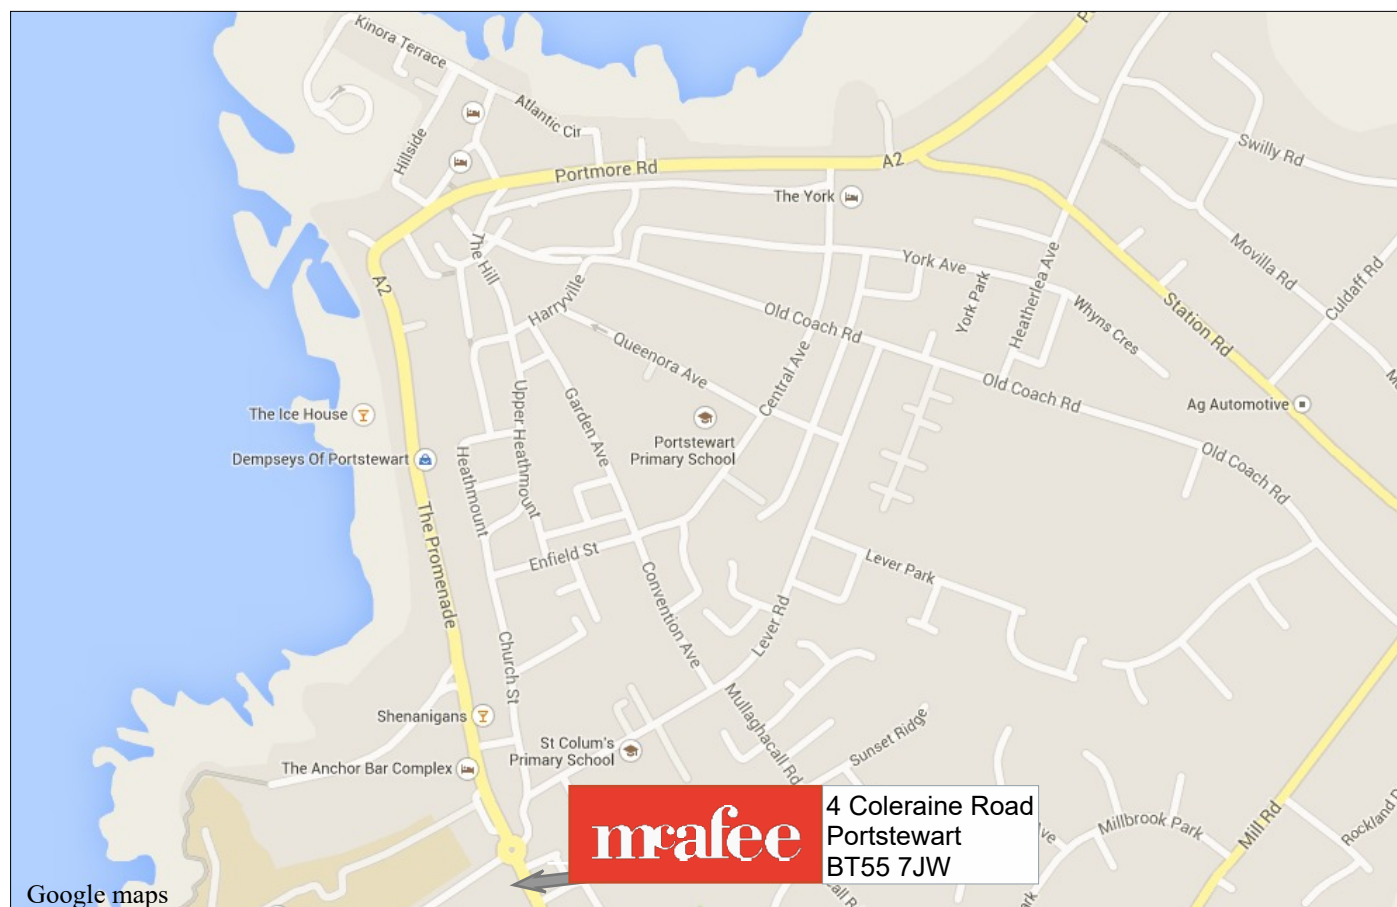 Kinora Terrace
Atlantic Cir
Hillside
Portmore Rd
A2
Swilly Rd
The York
The Hill
A2
York Ave
Movilla Rd
Culdaff Rd
York Park
Heatherlea Ave
Harryville
Old Coach Rd
Whyns Cres
Station Rd
Queenora Ave
Central Ave
Old Coach Rd
The Ice House
Upper Heathmount
Garden Ave
Ag Automotive
Portstewart
Primary School
Dempseys Of Portstewart
Heathmount
Old Coach Rd
The Promenade
Enfield St
Lever Park
Convention Ave
Lever Rd
Church St
Mullaghacall Rd
Shenanigans
St Colum's
Primary School
Sunset Ridge
The Anchor Bar Complex
mcafee
4 Coleraine Road
Portstewart
BT55 7JW
Ave
Millbrook Park
Mill Rd
Rockland
Google maps